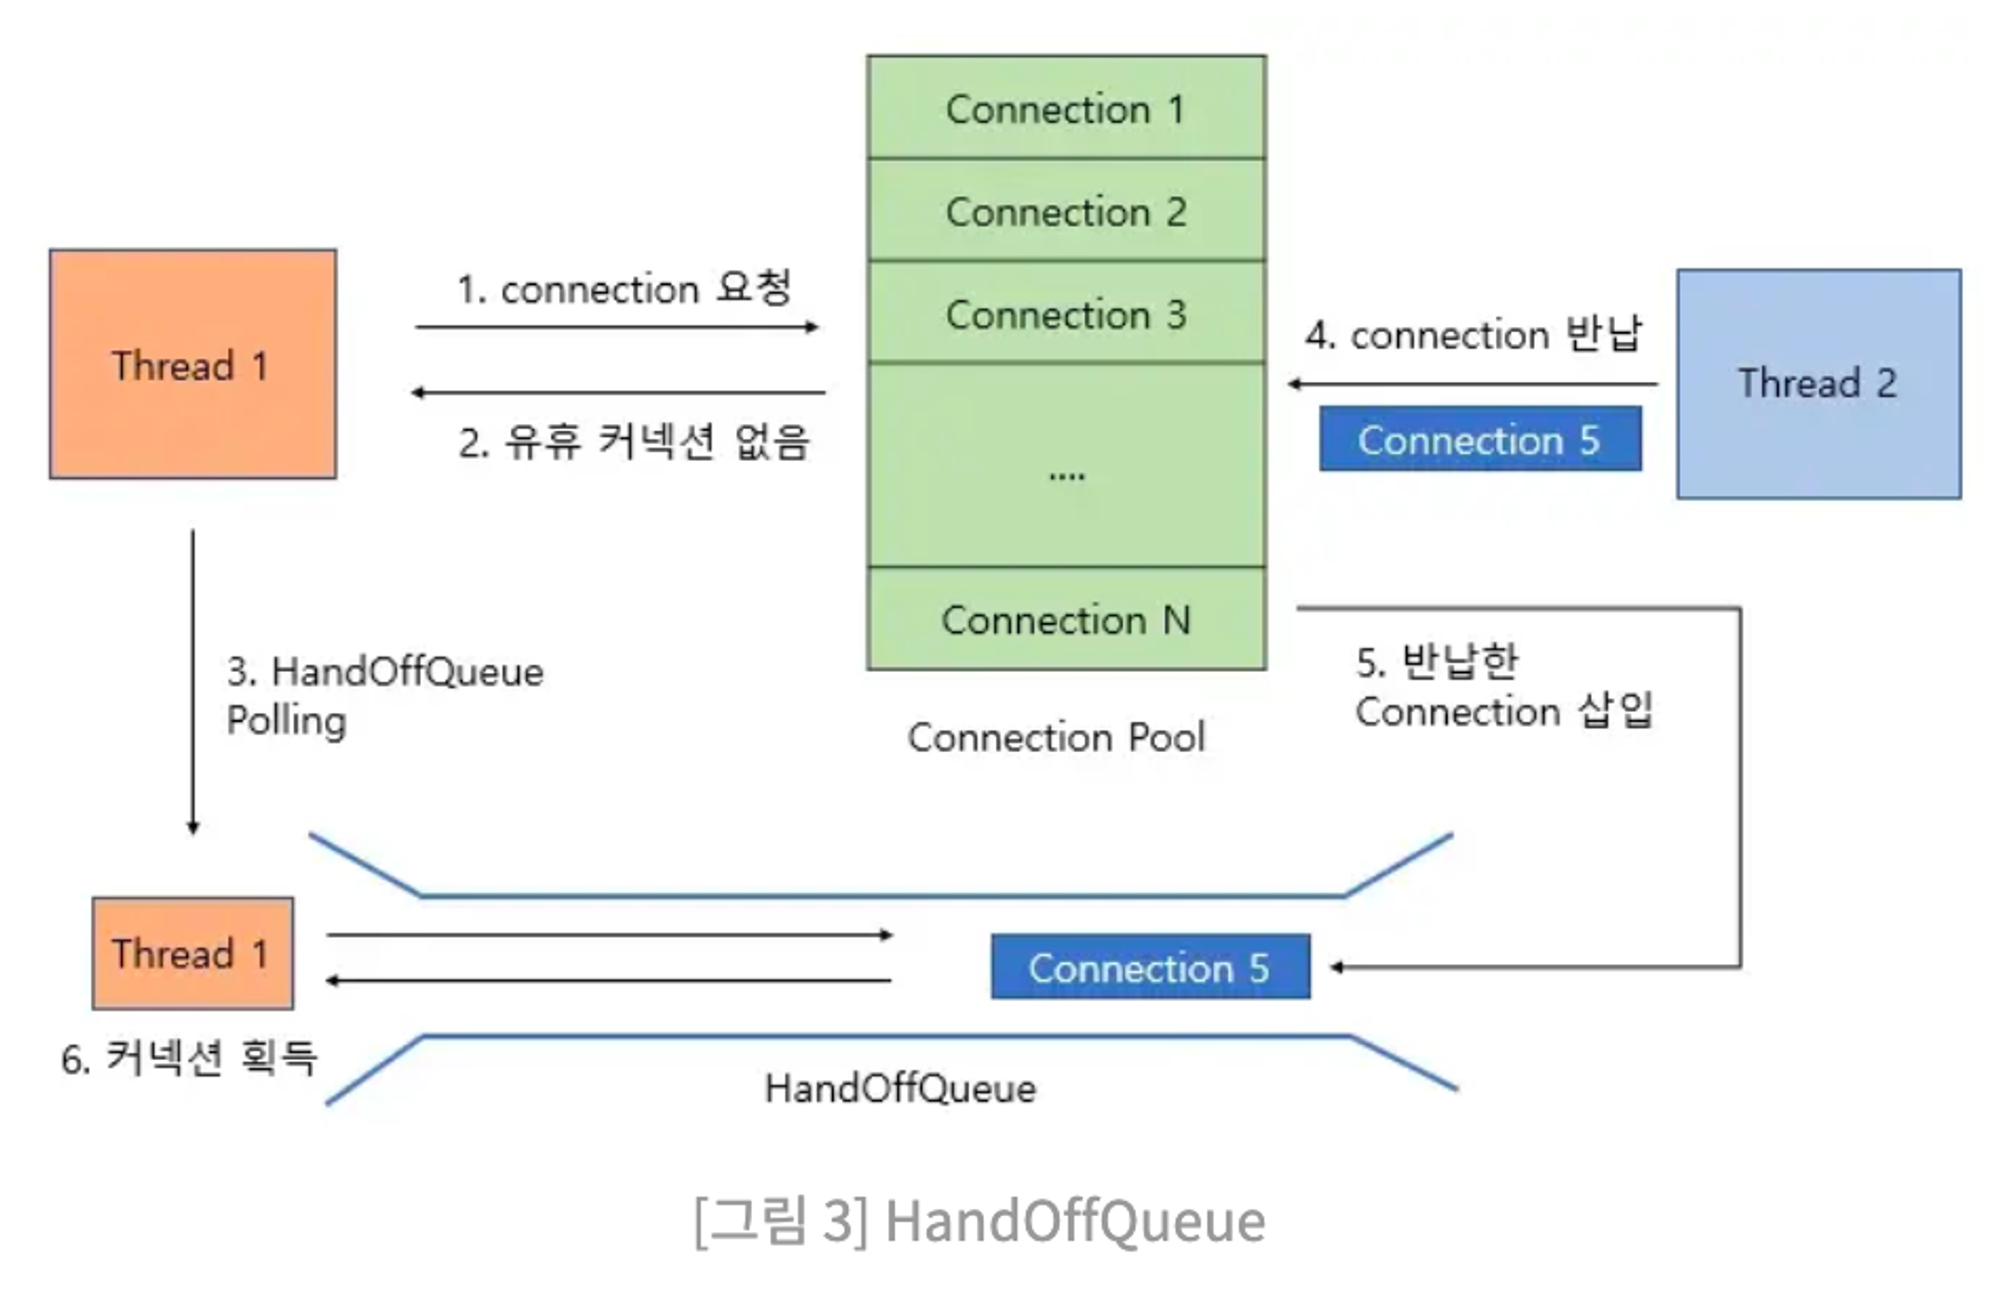 Connection 1
Connection 2
Connection 3
....
Connection N
Connection Pool
Thread 1
1. connection 요청
2. 유휴 커넥션 없음
4. connection 반납
Connection 5
Thread 2
3. HandOffQueue
Polling
5. 반납한
Connection 삽입
Thread 1
Connection 5
6. 커넥션 획득
HandOffQueue
[그림 3] HandOffQueue